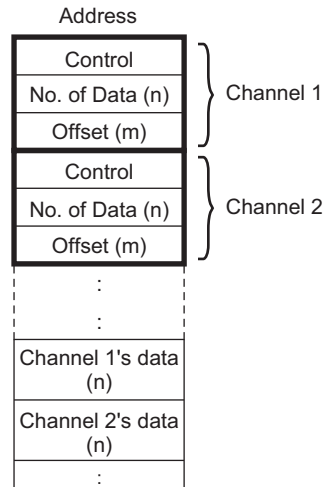 Address
Control
No. of Data (n)
Offset (m)
Channel 1
Control
No. of Data (n)
Offset (m)
Channel 2
:
:
Channel 1's data
(n)
Channel 2's data
(n)
: